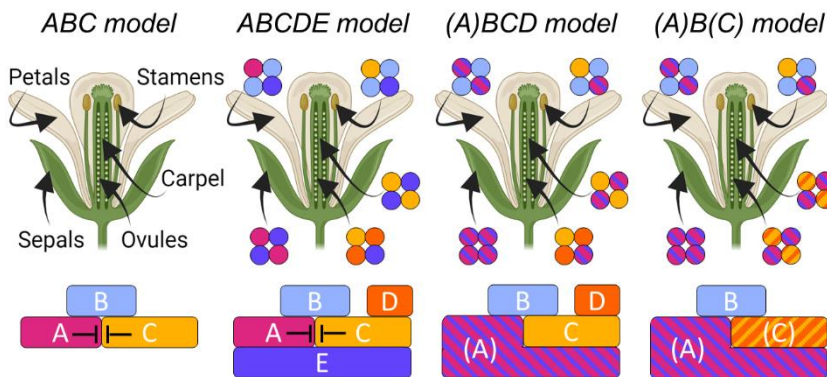 ABC model
ABCDE model
(A)BCD model
(A)B(C) model
Petals
Stamens
Carpel
Sepals
Ovules
B
A
C
B
D
A
C
E
B
D
(A)
C
B
(A)
(C)